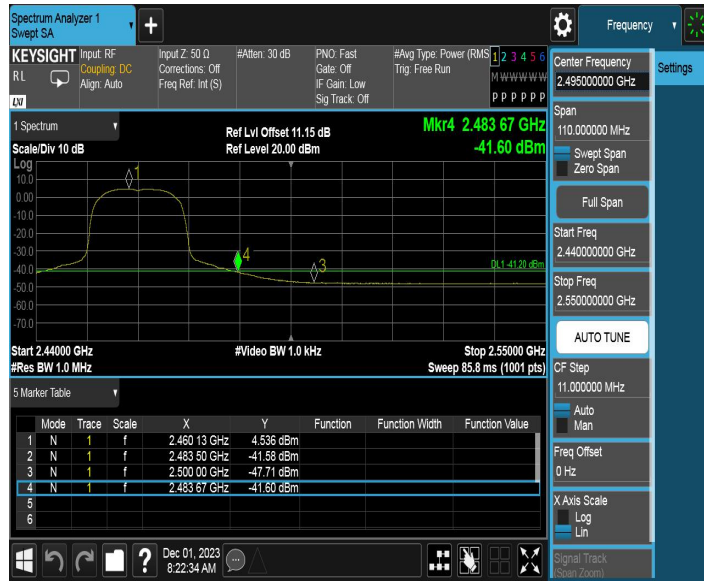 Spectrum Analyzer 1
Swept SA
Frequency
KEYSIGHT
RL
LXI
Input: RF
Coupling: DC
Align: Auto
Input Z: 50 Ω
Corrections: Off
Freq Ref: Int (S)
#Atten: 30 dB
PNO: Fast
Gate: Off
IF Gain: Low
Sig Track: Off
#Avg Type: Power (RMS
Trig: Free Run
1 2 3 4 5 6
M W W W W W
P P P P P P
1 Spectrum
Scale/Div 10 dB
Ref Lvl Offset 11.15 dB
Ref Level 20.00 dBm
Mkr4 2.483 67 GHz
-41.60 dBm
Log
10.0
0.00
-10.0
-20.0
-30.0
-40.0
-50.0
-60.0
-70.0
1
4
3
DL1 -41.20 dBm
Start 2.44000 GHz
#Res BW 1.0 MHz
#Video BW 1.0 kHz
Stop 2.55000 GHz
Sweep 85.8 ms (1001 pts)
5 Marker Table
Mode Trace Scale X Y Function Function Width Function Value
1 N 1 f 2.460 13 GHz 4.536 dBm
2 N 1 f 2.483 50 GHz -41.58 dBm
3 N 1 f 2.500 00 GHz -47.71 dBm
4 N 1 f 2.483 67 GHz -41.60 dBm
5
6
?
Dec 01, 2023
8:22:34 AM
Center Frequency
2.495000000 GHz
Span
110.000000 MHz
Swept Span
Zero Span
Full Span
Start Freq
2.440000000 GHz
Stop Freq
2.550000000 GHz
AUTO TUNE
CF Step
11.000000 MHz
Auto
Man
Freq Offset
0 Hz
X Axis Scale
Log
Lin
Signal Track
(Span Zoom)
Settings